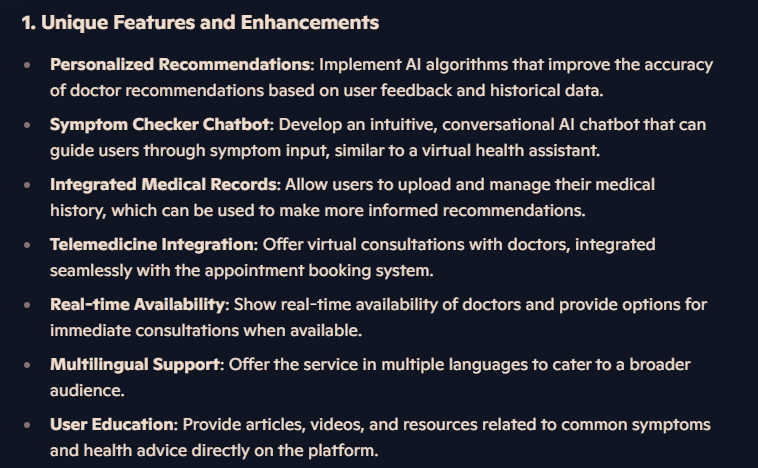 1. Unique Features and Enhancements
• Personalized Recommendations: Implement AI algorithms that improve the accuracy
of doctor recommendations based on user feedback and historical data.
• Symptom Checker Chatbot: Develop an intuitive, conversational AI chatbot that can
guide users through symptom input, similar to a virtual health assistant.
• Integrated Medical Records: Allow users to upload and manage their medical
history, which can be used to make more informed recommendations.
• Telemedicine Integration: Offer virtual consultations with doctors, integrated
seamlessly with the appointment booking system.
• Real-time Availability: Show real-time availability of doctors and provide options for
immediate consultations when available.
• Multilingual Support: Offer the service in multiple languages to cater to a broader
audience.
• User Education: Provide articles, videos, and resources related to common symptoms
and health advice directly on the platform.